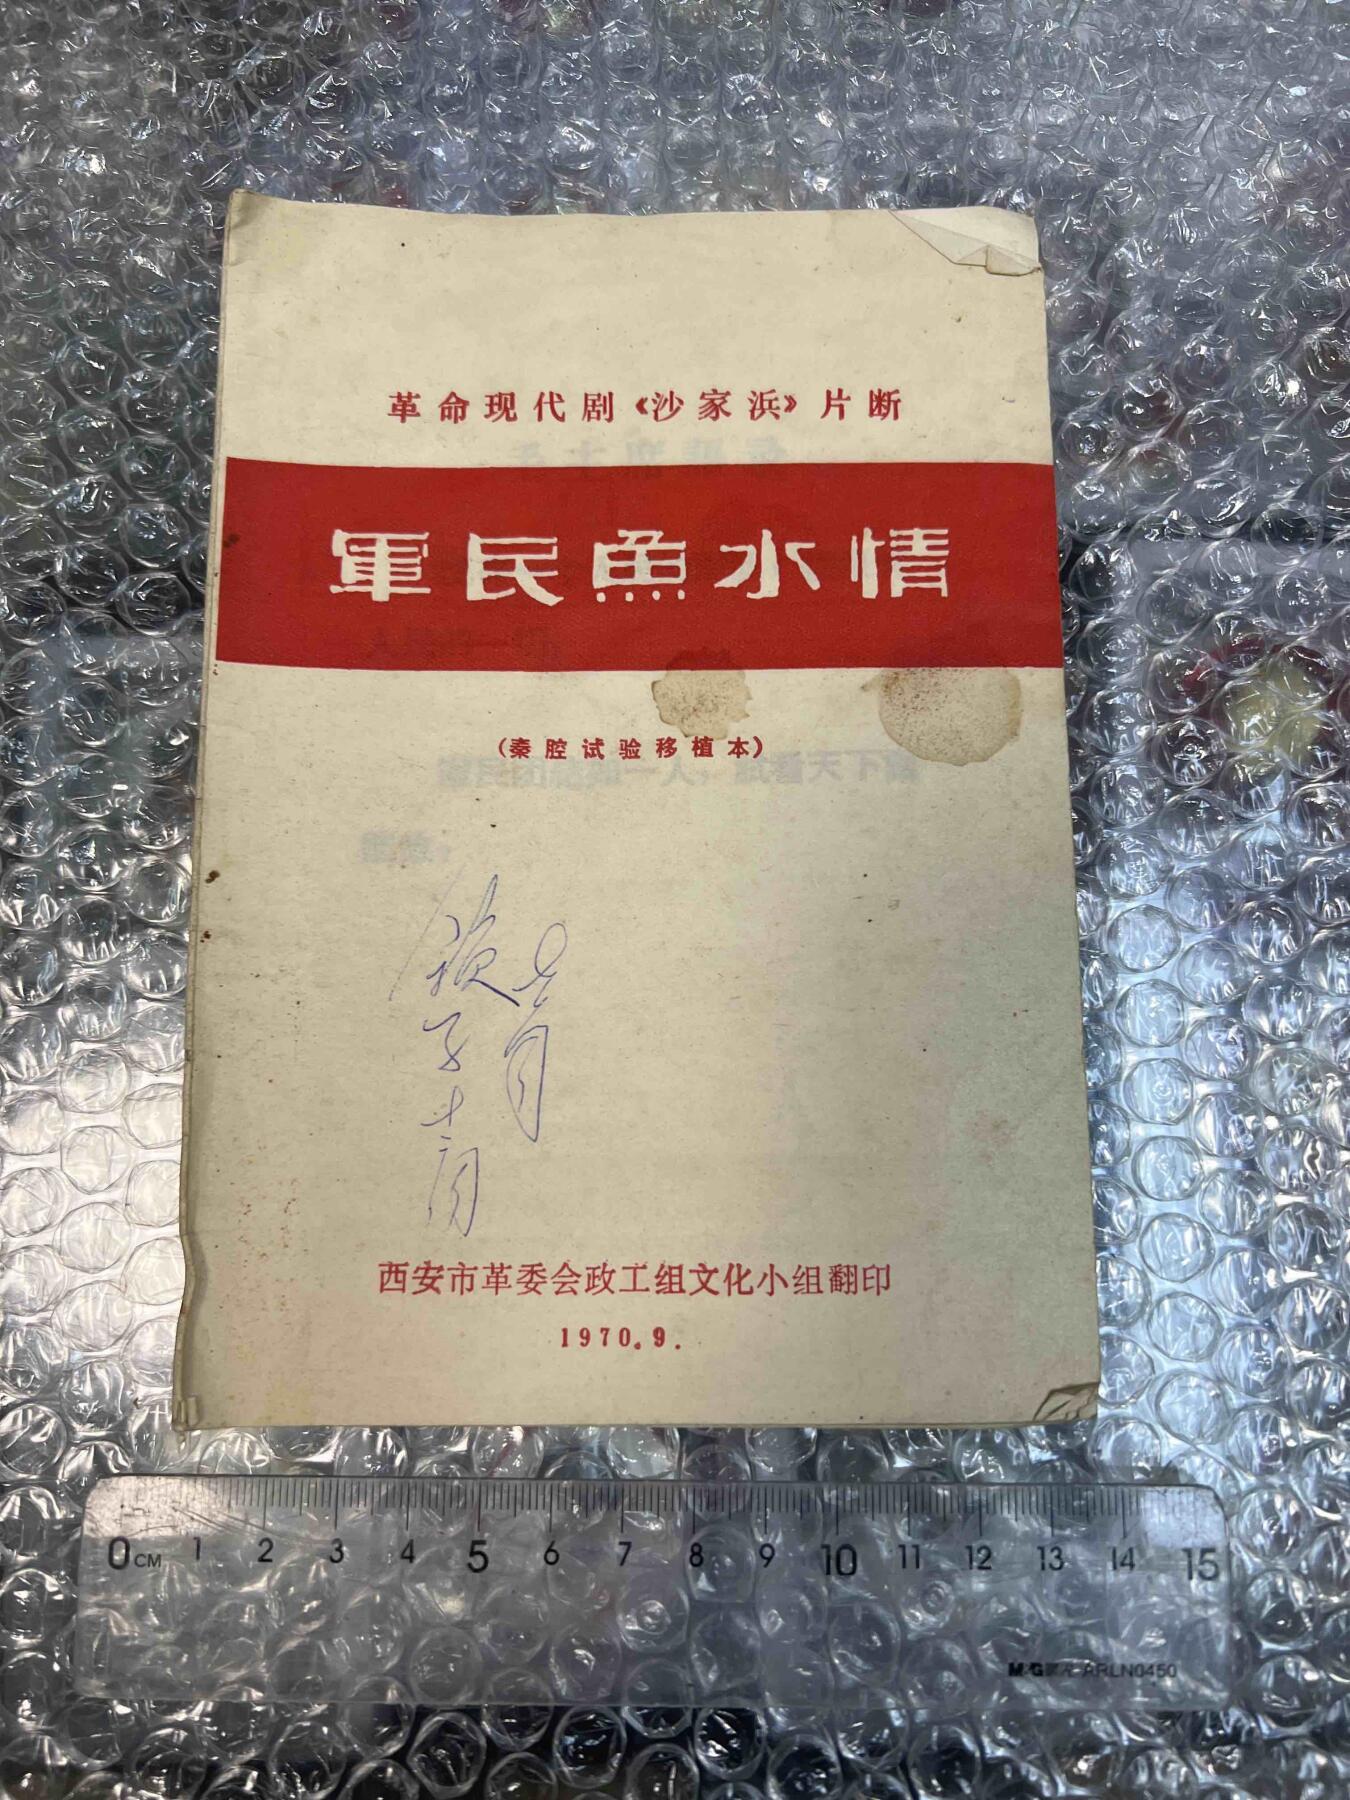 革命现代剧《沙家浜》片断
軍民魚水情
(秦腔试验移植本)
西安市革委会政工组文化小组翻印
1970.9.
0CM 1 2 3 4 5 6 7 8 9 10 11 12 13 14 15
M&G ARLN0450